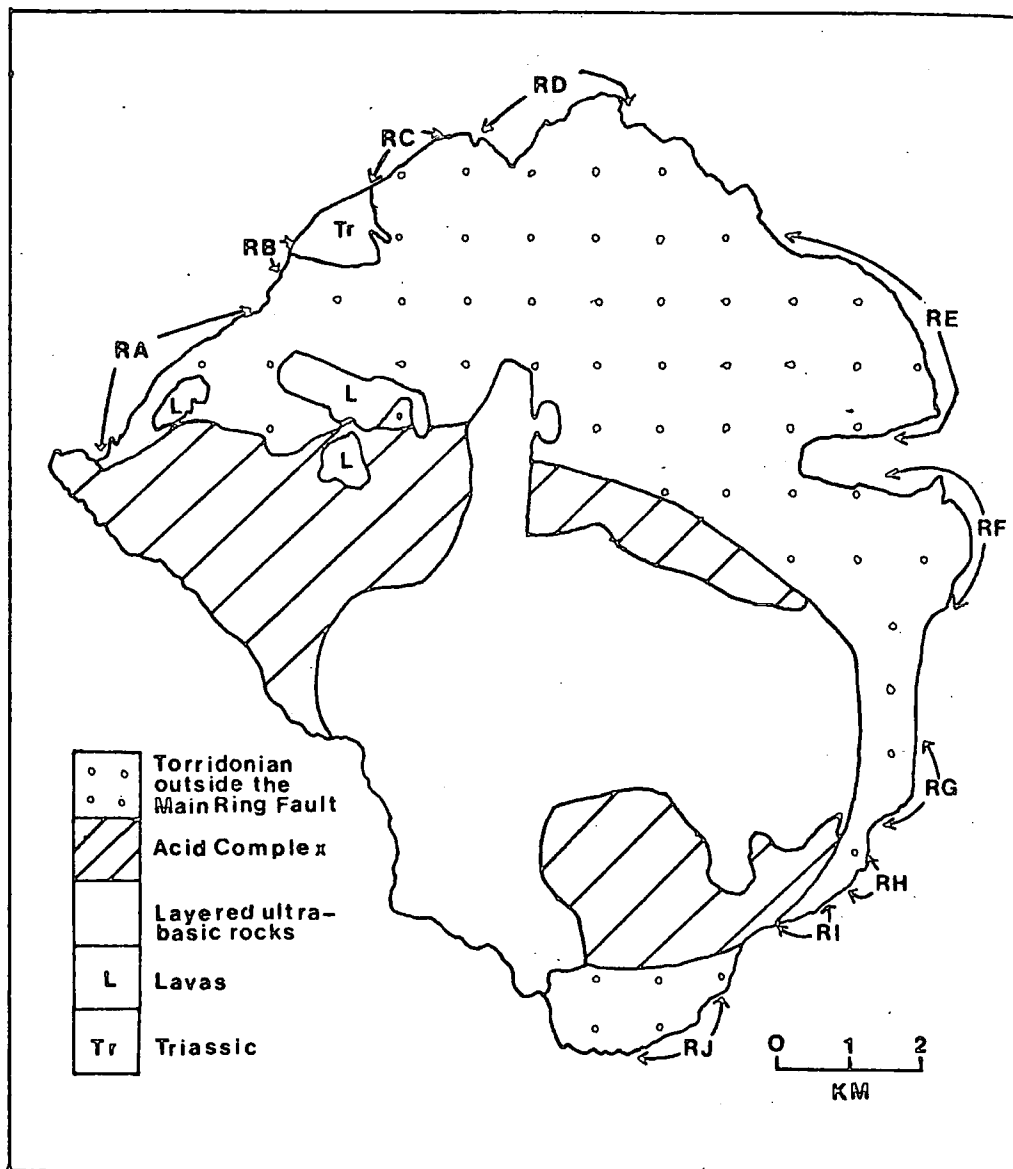 RD
RC
Tr
RB
RE
RA
L
L
L
RF
RG
RH
RI
RJ
Torridonian
outside the
Main Ring Fault
Acid Complex
Layered ultra-
basic rocks
L Lavas
Tr Triassic
0 1 2
KM